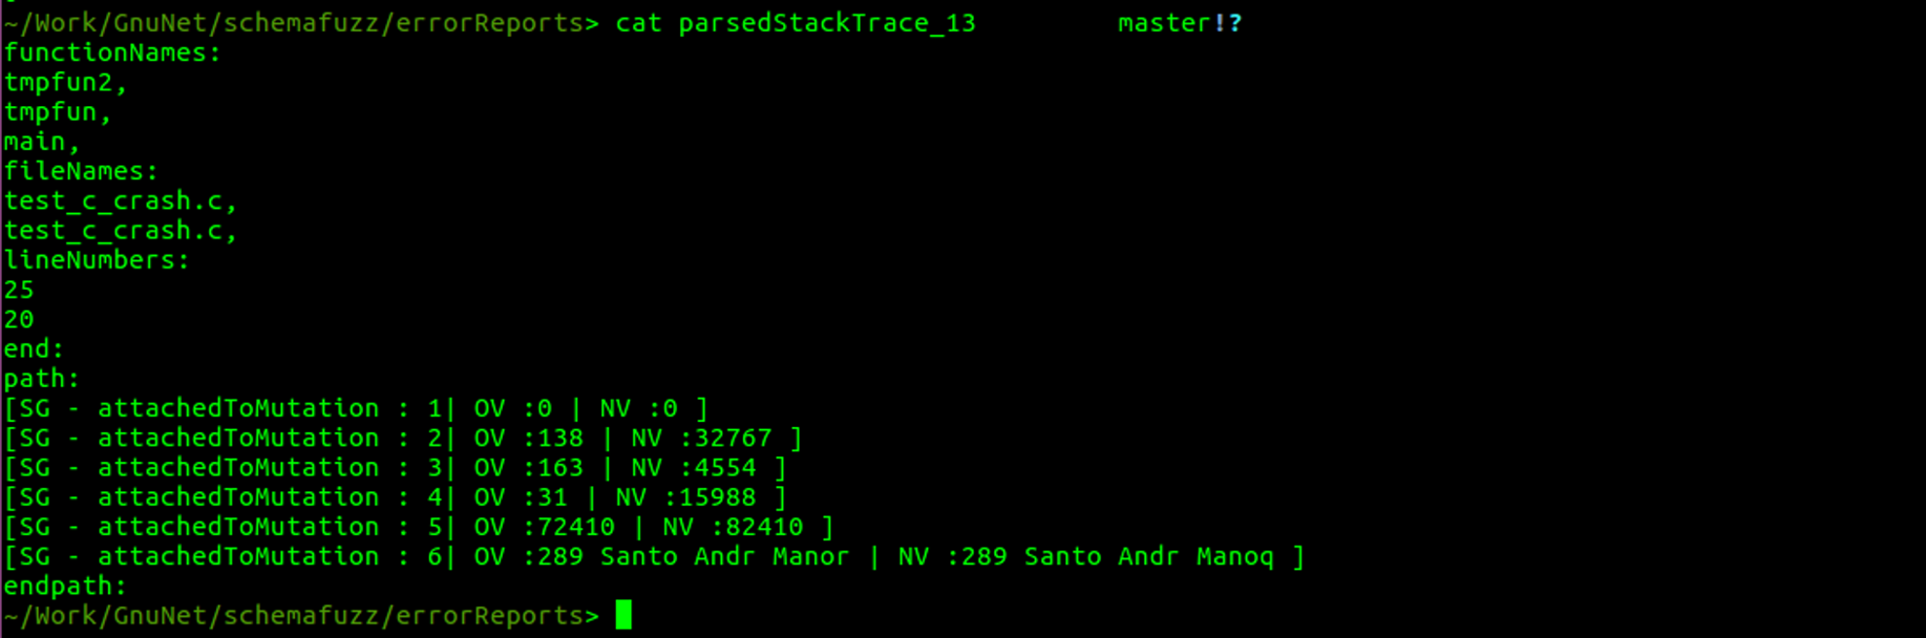 ~/Work/GnuNet/schemafuzz/errorReports> cat parsedStackTrace_13 master!?
functionNames:
tmpfun2,
tmpfun,
main,
fileNames:
test_c_crash.c,
test_c_crash.c,
lineNumbers:
25
20
end:
path:
[SG - attachedToMutation : 1| OV :0 | NV :0 ]
[SG - attachedToMutation : 2| OV :138 | NV :32767 ]
[SG - attachedToMutation : 3| OV :163 | NV :4554 ]
[SG - attachedToMutation : 4| OV :31 | NV :15988 ]
[SG - attachedToMutation : 5| OV :72410 | NV :82410 ]
[SG - attachedToMutation : 6| OV :289 Santo Andr Manor | NV :289 Santo Andr Manoq ]
endpath:
~/Work/GnuNet/schemafuzz/errorReports>